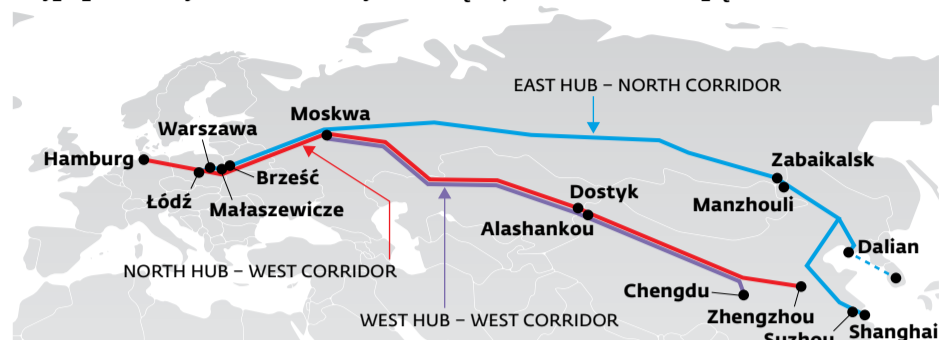 EAST HUB – NORTH CORRIDOR
Moskwa
Warszawa
Hamburg
Zabaikalsk
Brześć
Łódź
Małaszewicze
Dostyk
Manzhouli
Alashankou
Dalian
NORTH HUB – WEST CORRIDOR
Chengdu
WEST HUB – WEST CORRIDOR
Zhengzhou
Suzhou
Shanghai